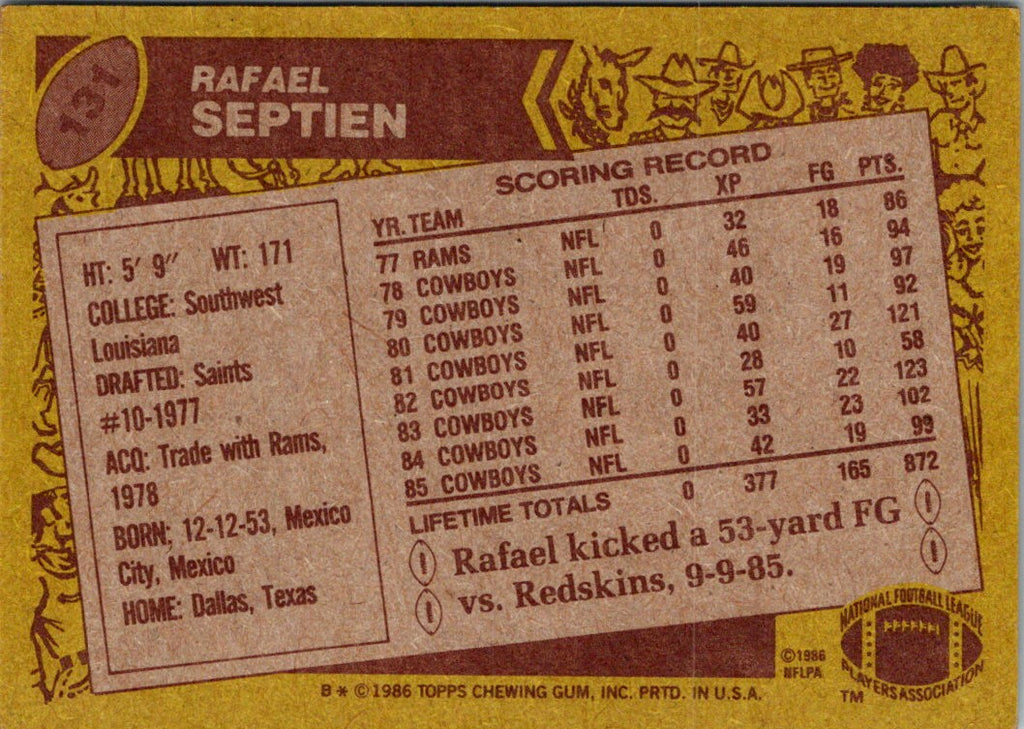 131
RAFAEL
SEPTIEN
HT: 5' 9" WT: 171
COLLEGE: Southwest
Louisiana
DRAFTED: Saints
#10-1977
ACQ: Trade with Rams,
1978
BORN; 12-12-53, Mexico
City, Mexico
HOME: Dallas, Texas
SCORING RECORD
YR. TEAM TDS. XP FG PTS.
77 RAMS NFL 0 32 18 86
78 COWBOYS NFL 0 46 16 94
79 COWBOYS NFL 0 40 19 97
80 COWBOYS NFL 0 59 11 92
81 COWBOYS NFL 0 40 27 121
82 COWBOYS NFL 0 28 10 58
83 COWBOYS NFL 0 57 22 123
84 COWBOYS NFL 0 33 23 102
85 COWBOYS NFL 0 42 19 99
LIFETIME TOTALS 0 377 165 872
Rafael kicked a 53-yard FG
vs. Redskins, 9-9-85.
©1986
NFLPA
NATIONAL FOOTBALL LEAGUE
PLAYERS ASSOCIATION
TM
B * ©1986 TOPPS CHEWING GUM, INC. PRTD. IN U.S.A.